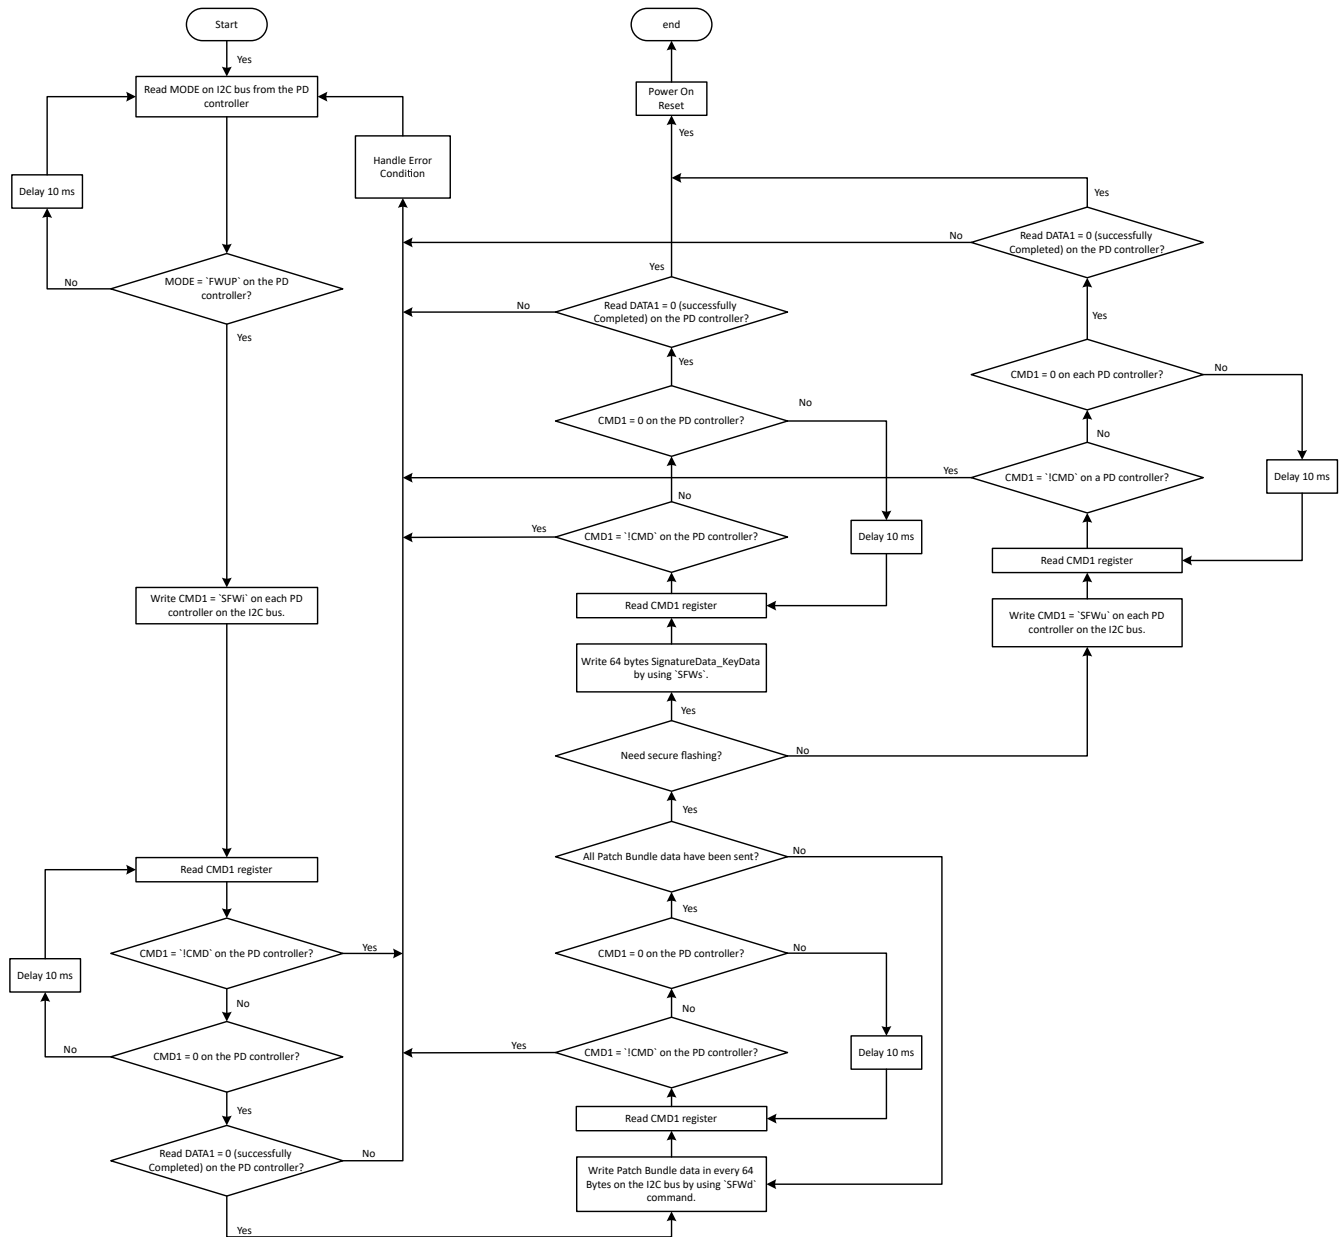 Start
Yes
Read MODE on I2C bus from the PD
controller
Delay 10 ms
Handle Error
Condition
MODE = `FWUP` on the PD
controller?
No
Yes
Write CMD1 = `SFWi` on each PD
controller on the I2C bus.
Read CMD1 register
CMD1 = `!CMD` on the PD controller?
Yes
Delay 10 ms
No
CMD1 = 0 on the PD controller?
No
Yes
Read DATA1 = 0 (successfully
Completed) on the PD controller?
No
Yes
end
Power On
Reset
Yes
Yes
Read DATA1 = 0 (successfully
Completed) on the PD controller?
No
Yes
CMD1 = 0 on the PD controller?
No
No
CMD1 = `!CMD` on the PD controller?
Yes
Delay 10 ms
Read CMD1 register
Write 64 bytes SignatureData_KeyData
by using `SFWs`.
Yes
Need secure flashing?
No
Yes
All Patch Bundle data have been sent?
No
Yes
CMD1 = 0 on the PD controller?
No
No
CMD1 = `!CMD` on the PD controller?
Yes
Delay 10 ms
Read CMD1 register
Write Patch Bundle data in every 64
Bytes on the I2C bus by using `SFWd`
command.
Yes
Read DATA1 = 0 (successfully
Completed) on the PD controller?
No
Yes
CMD1 = 0 on each PD controller?
No
No
CMD1 = `!CMD` on a PD controller?
Yes
Delay 10 ms
Read CMD1 register
Write CMD1 = `SFWu` on each PD
controller on the I2C bus.